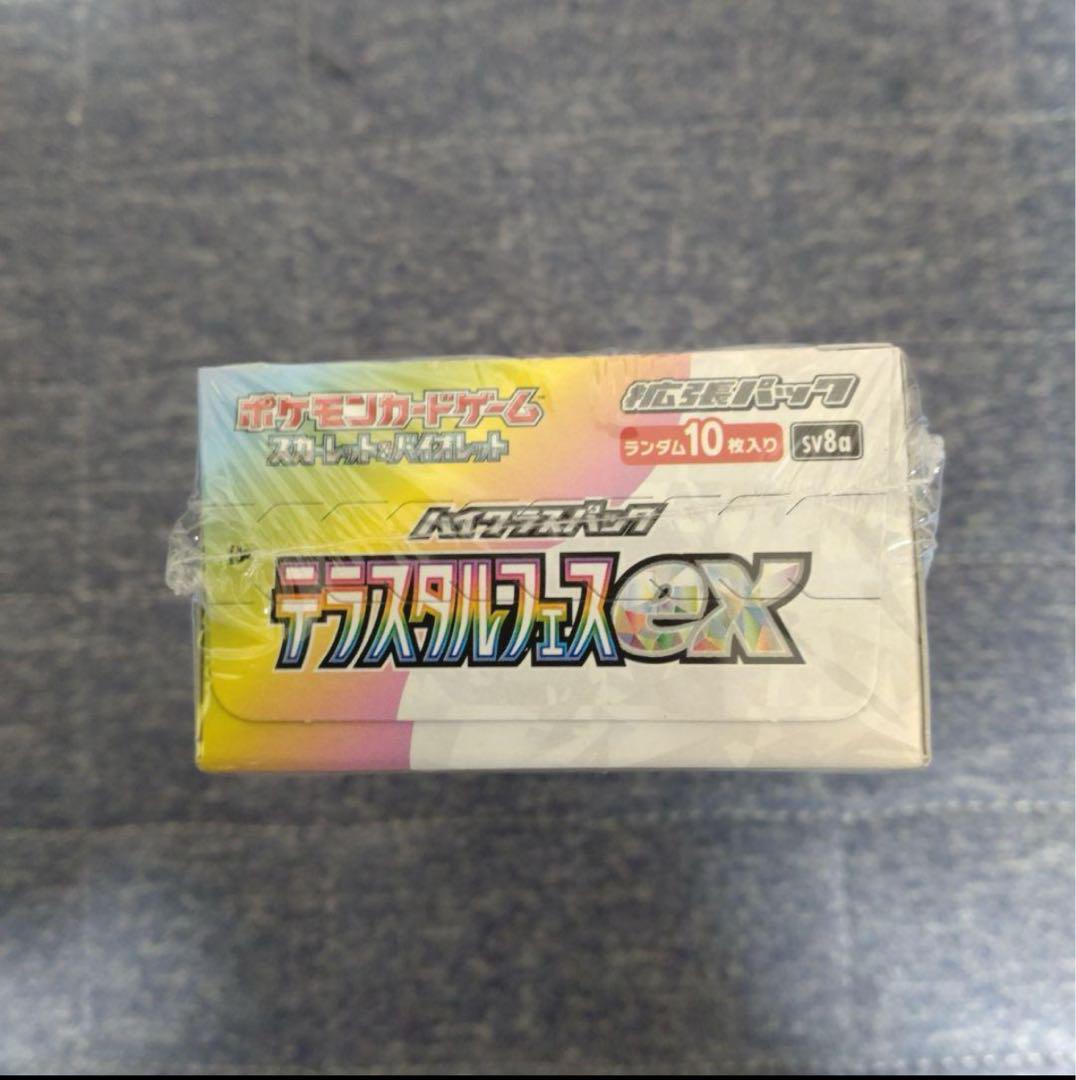 ポケモンカードゲーム
スカーレット&バイオレット
拡張パック
ランダム10枚入り
sv8a
ハイクラスパック
テラスタルフェスex